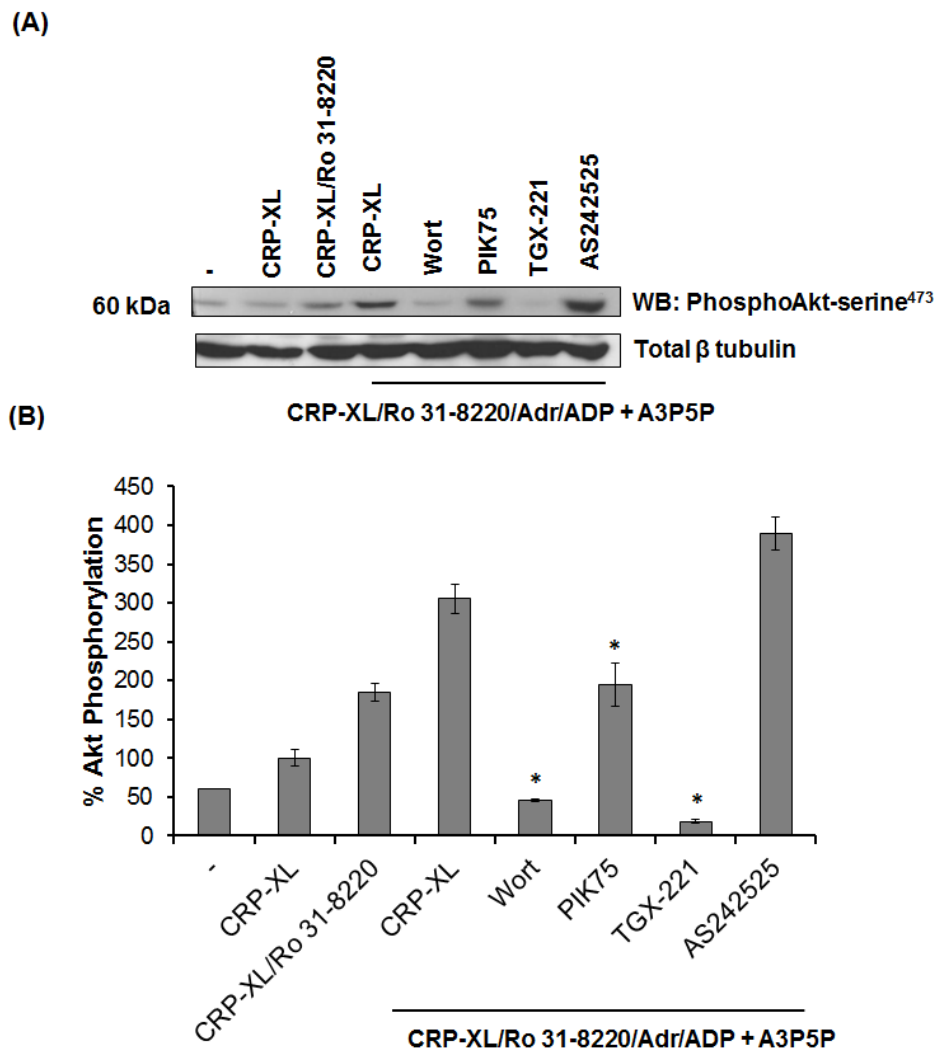 (A)
-
CRP-XL
CRP-XL/Ro 31-8220
CRP-XL
Wort
PIK75
TGX-221
AS242525
60 kDa
WB: PhosphoAkt-serine⁴⁷³
Total β tubulin
CRP-XL/Ro 31-8220/Adr/ADP + A3P5P
(B)
% Akt Phosphorylation
450
400
350
300
250
200
150
100
50
0
*
*
*
-
CRP-XL
CRP-XL/Ro 31-8220
CRP-XL
Wort
PIK75
TGX-221
AS242525
CRP-XL/Ro 31-8220/Adr/ADP + A3P5P